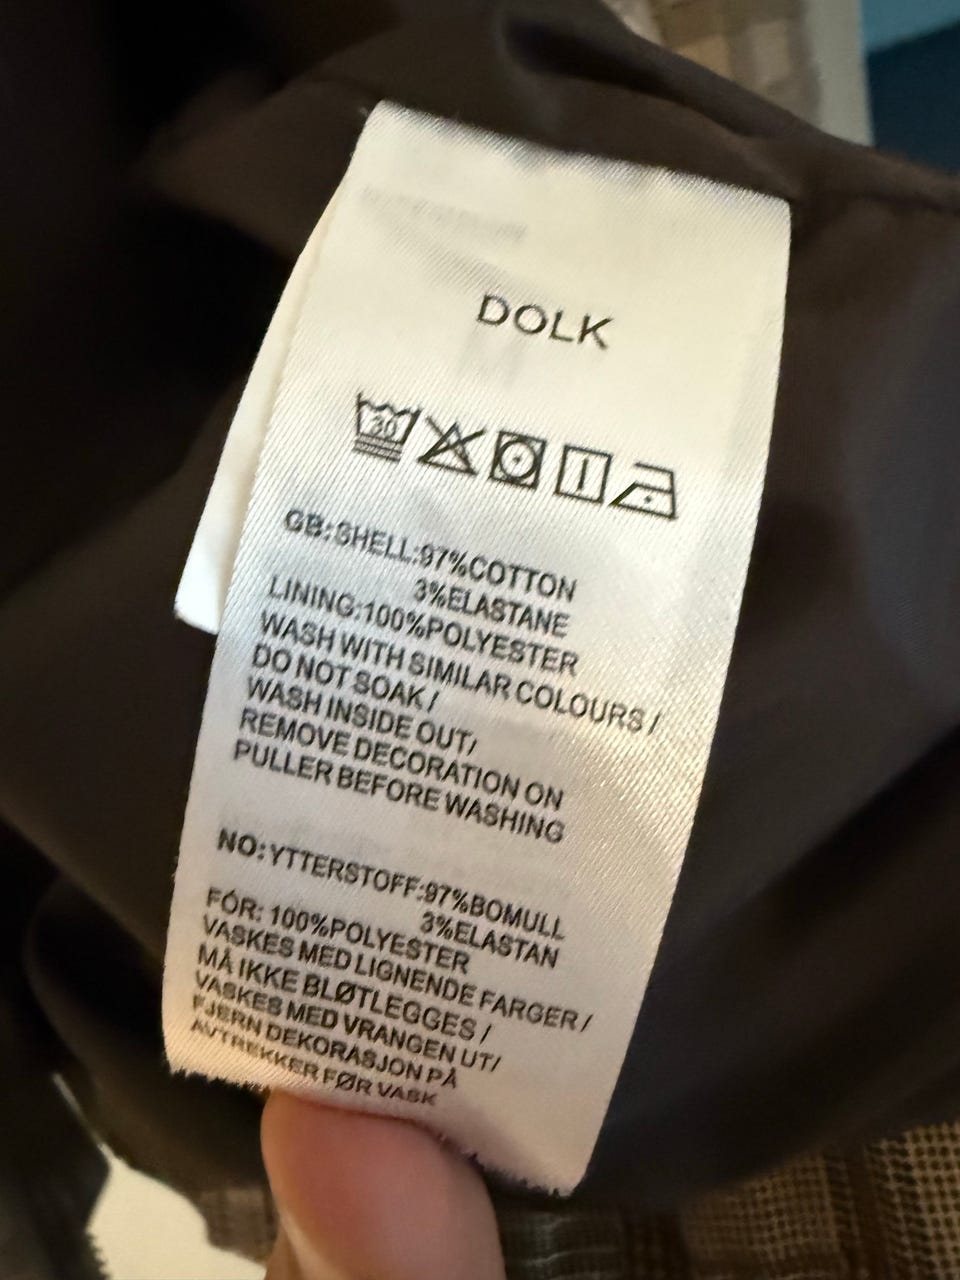 DOLK
30
GB:SHELL:97%COTTON
3%ELASTANE
LINING:100%POLYESTER
WASH WITH SIMILAR COLOURS /
DO NOT SOAK /
WASH INSIDE OUT/
REMOVE DECORATION ON
PULLER BEFORE WASHING
NO:YTTERSTOFF:97%BOMULL
3%ELASTAN
FÓR: 100%POLYESTER
VASKES MED LIGNENDE FARGER /
MÅ IKKE BLØTLEGGES /
VASKES MED VRANGEN UT/
FJERN DEKORASJON PÅ
AVTREKKER FØR VASK